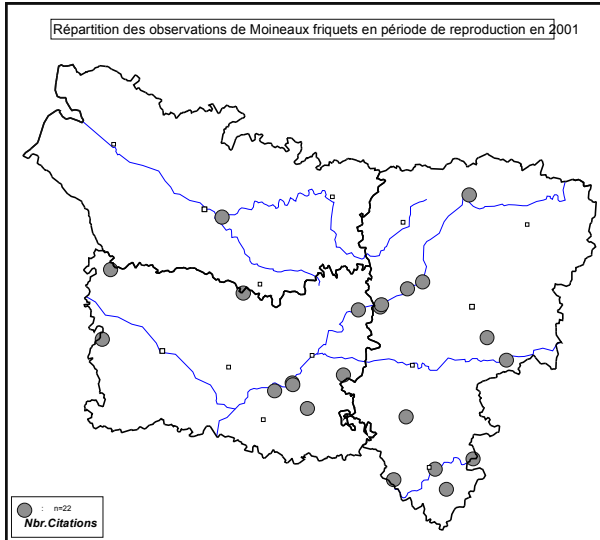 Répartition des observations de Moineaux friquets en période de reproduction en 2001
: n=22
Nbr.Citations